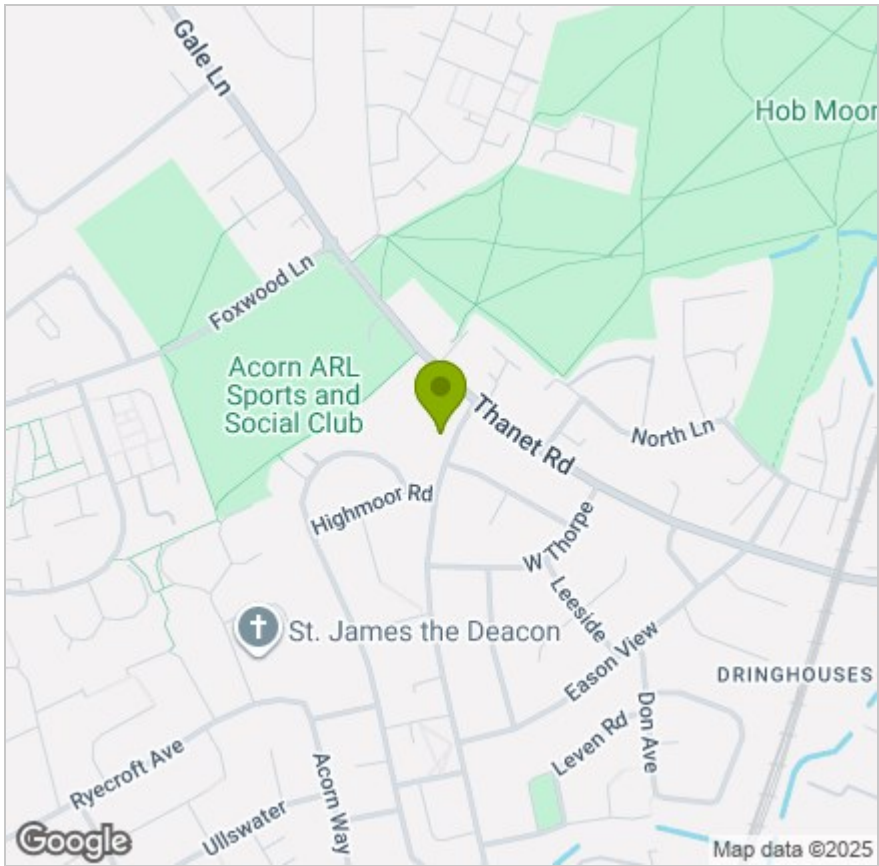 Gale Ln
Hob Moor
Foxwood Ln
Acorn ARL
Sports and
Social Club
Thanet Rd
North Ln
Highmoor Rd
W Thorpe
Leeside
St. James the Deacon
Eason View
DRINGHOUSES
Don Ave
Leven Rd
Ryecroft Ave
Acorn Way
Ullswater
Google
Map data ©2025